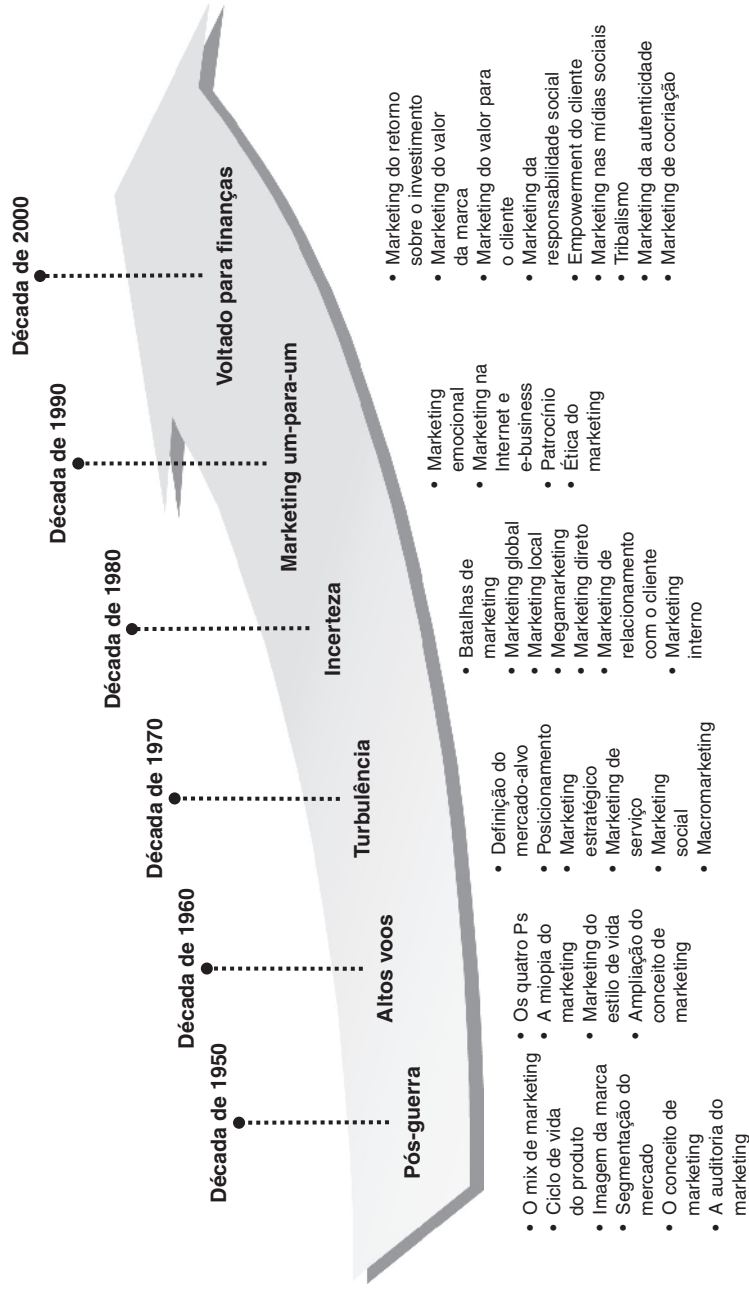 Década de 1950
Pós-guerra
• O mix de marketing
• Ciclo de vida
do produto
• Imagem da marca
• Segmentação do
mercado
• O conceito de
marketing
• A auditoria do
marketing
Década de 1960
Altos voos
• Os quatro Ps
• A miopia do
marketing
• Marketing do
estilo de vida
• Ampliação do
conceito de
marketing
Década de 1970
Turbulência
• Definição do
mercado-alvo
• Posicionamento
• Marketing
estratégico
• Marketing de
serviço
• Marketing
social
• Macromarketing
Década de 1980
Incerteza
• Batalhas de
marketing
• Marketing global
• Marketing local
• Megamarketing
• Marketing direto
• Marketing de
relacionamento
com o cliente
• Marketing
interno
Década de 1990
Marketing um-para-um
• Marketing
emocional
• Marketing na
Internet e
e-business
• Patrocínio
• Ética do
marketing
Década de 2000
Voltado para finanças
• Marketing do retorno
sobre o investimento
• Marketing do valor
da marca
• Marketing do valor para
o cliente
• Marketing da
responsabilidade social
• Empowerment do cliente
• Marketing nas mídias sociais
• Tribalismo
• Marketing da autenticidade
• Marketing de cocriação